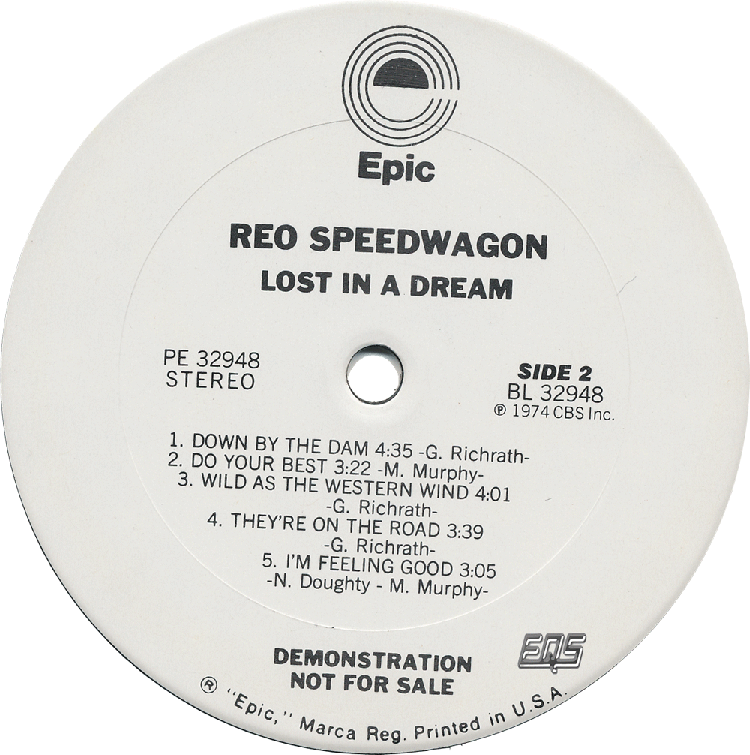 Epic
REO SPEEDWAGON
LOST IN A DREAM
PE 32948
STEREO
SIDE 2
BL 32948
℗ 1974 CBS Inc.
1. DOWN BY THE DAM 4:35 -G. Richrath-
2. DO YOUR BEST 3:22 -M. Murphy-
3. WILD AS THE WESTERN WIND 4:01
-G. Richrath-
4. THEY'RE ON THE ROAD 3:39
-G. Richrath-
5. I'M FEELING GOOD 3:05
-N. Doughty - M. Murphy-
EQS
DEMONSTRATION
NOT FOR SALE
® "Epic," Marca Reg. Printed in U.S.A.